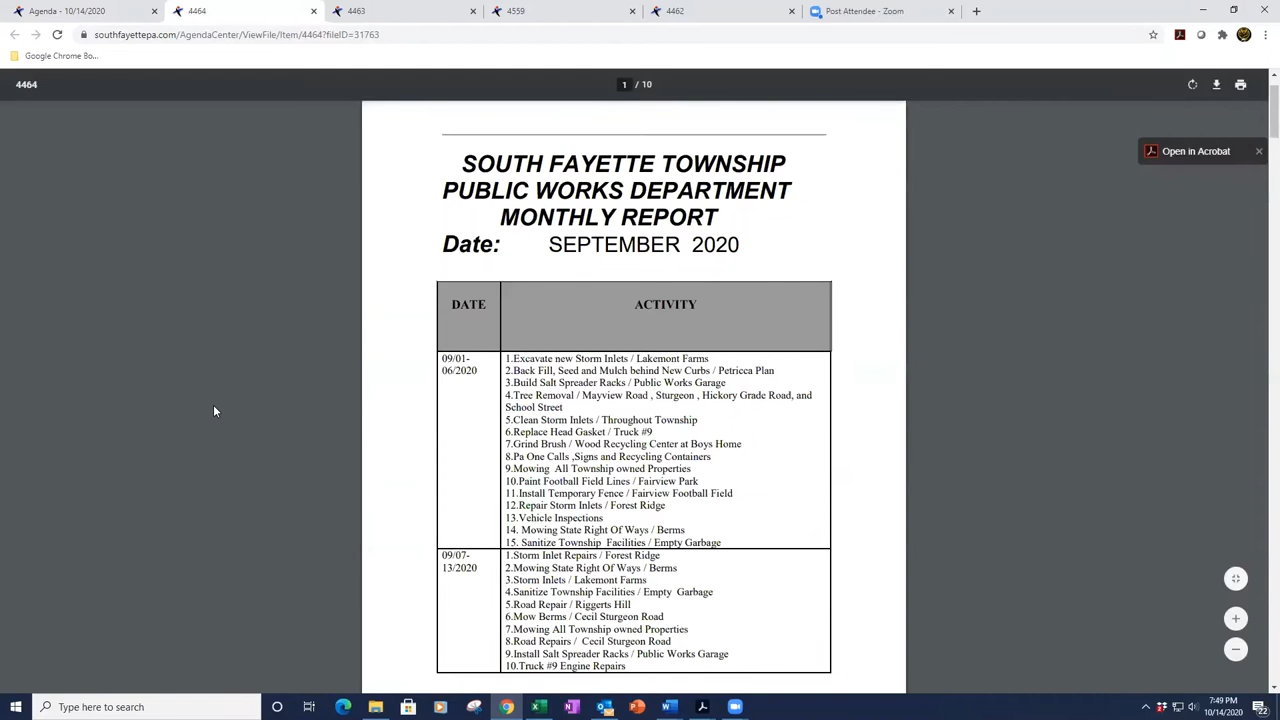 Agenda - 10/14/2020
4464
4463
4559
4462
Post Attendee - Zoom
southfayettepa.com/AgendaCenter/ViewFile/Item/4464?fileID=31763
Google Chrome Bo...
4464
1 / 10
Open in Acrobat
SOUTH FAYETTE TOWNSHIP
PUBLIC WORKS DEPARTMENT
MONTHLY REPORT
Date: SEPTEMBER 2020
DATE
ACTIVITY
09/01-
06/2020
1.Excavate new Storm Inlets / Lakemont Farms
2.Back Fill, Seed and Mulch behind New Curbs / Petricca Plan
3.Build Salt Spreader Racks / Public Works Garage
4.Tree Removal / Mayview Road , Sturgeon , Hickory Grade Road, and
School Street
5.Clean Storm Inlets / Throughout Township
6.Replace Head Gasket / Truck #9
7.Grind Brush / Wood Recycling Center at Boys Home
8.Pa One Calls ,Signs and Recycling Containers
9.Mowing All Township owned Properties
10.Paint Football Field Lines / Fairview Park
11.Install Temporary Fence / Fairview Football Field
12.Repair Storm Inlets / Forest Ridge
13.Vehicle Inspections
14. Mowing State Right Of Ways / Berms
15. Sanitize Township Facilities / Empty Garbage
09/07-
13/2020
1.Storm Inlet Repairs / Forest Ridge
2.Mowing State Right Of Ways / Berms
3.Storm Inlets / Lakemont Farms
4.Sanitize Township Facilities / Empty Garbage
5.Road Repair / Riggerts Hill
6.Mow Berms / Cecil Sturgeon Road
7.Mowing All Township owned Properties
8.Road Repairs / Cecil Sturgeon Road
9.Install Salt Spreader Racks / Public Works Garage
10.Truck #9 Engine Repairs
Type here to search
7:49 PM
10/14/2020
22